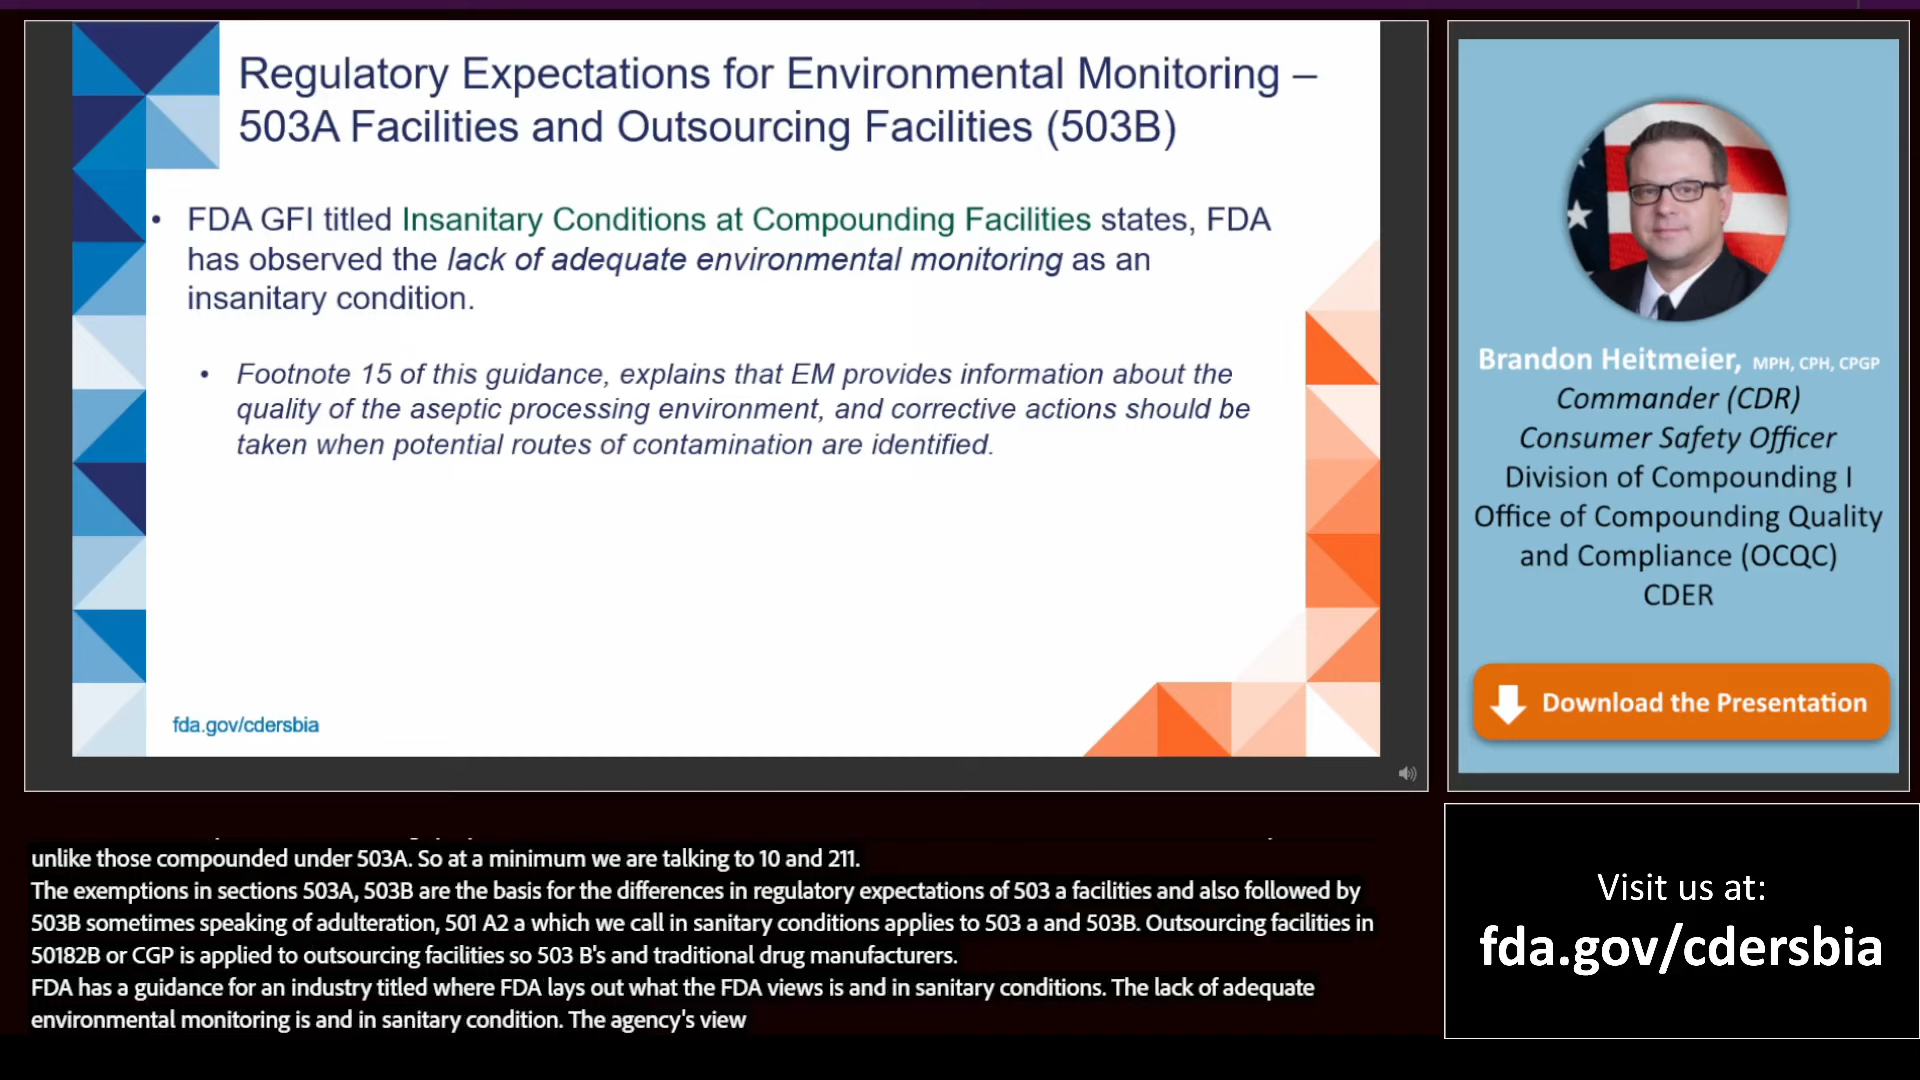 Regulatory Expectations for Environmental Monitoring –
503A Facilities and Outsourcing Facilities (503B)
• FDA GFI titled Insanitary Conditions at Compounding Facilities states, FDA
has observed the lack of adequate environmental monitoring as an
insanitary condition.
• Footnote 15 of this guidance, explains that EM provides information about the
quality of the aseptic processing environment, and corrective actions should be
taken when potential routes of contamination are identified.
fda.gov/cdersbia
Brandon Heitmeier, MPH, CPH, CPGP
Commander (CDR)
Consumer Safety Officer
Division of Compounding I
Office of Compounding Quality
and Compliance (OCQC)
CDER
Download the Presentation
unlike those compounded under 503A. So at a minimum we are talking to 10 and 211.
The exemptions in sections 503A, 503B are the basis for the differences in regulatory expectations of 503 a facilities and also followed by
503B sometimes speaking of adulteration, 501 A2 a which we call in sanitary conditions applies to 503 a and 503B. Outsourcing facilities in
50182B or CGP is applied to outsourcing facilities so 503 B's and traditional drug manufacturers.
FDA has a guidance for an industry titled where FDA lays out what the FDA views is and in sanitary conditions. The lack of adequate
environmental monitoring is and in sanitary condition. The agency's view
Visit us at:
fda.gov/cdersbia